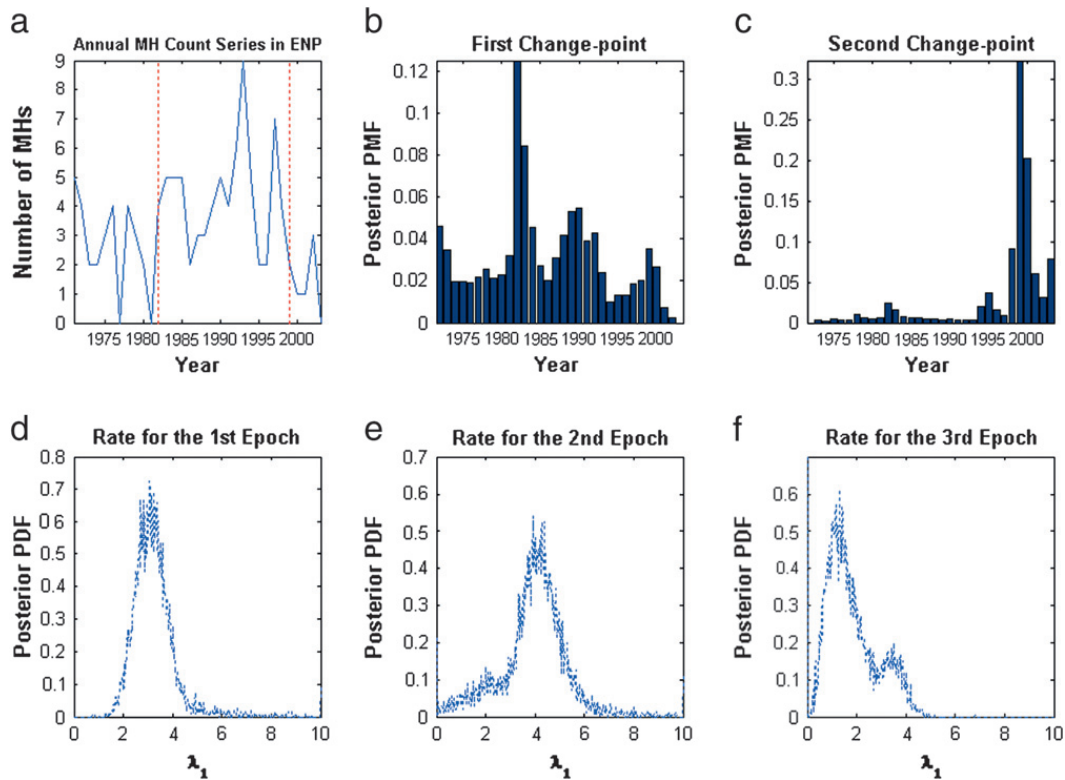 a
Annual MH Count Series in ENP
9
8
7
6
5
4
3
2
1
0
Number of MHs
1975 1980 1985 1990 1995 2000
Year
b
First Change-point
0.12
0.1
0.08
0.06
0.04
0.02
0
Posterior PMF
1975 1980 1985 1990 1995 2000
Year
c
Second Change-point
0.3
0.25
0.2
0.15
0.1
0.05
0
Posterior PMF
1975 1980 1985 1990 1995 2000
Year
d
Rate for the 1st Epoch
0.8
0.7
0.6
0.5
0.4
0.3
0.2
0.1
0
Posterior PDF
0 2 4 6 8 10
λ1
e
Rate for the 2nd Epoch
0.7
0.6
0.5
0.4
0.3
0.2
0.1
0
Posterior PDF
0 2 4 6 8 10
λ1
f
Rate for the 3rd Epoch
0.7
0.6
0.5
0.4
0.3
0.2
0.1
0
Posterior PDF
0 2 4 6 8 10
λ1